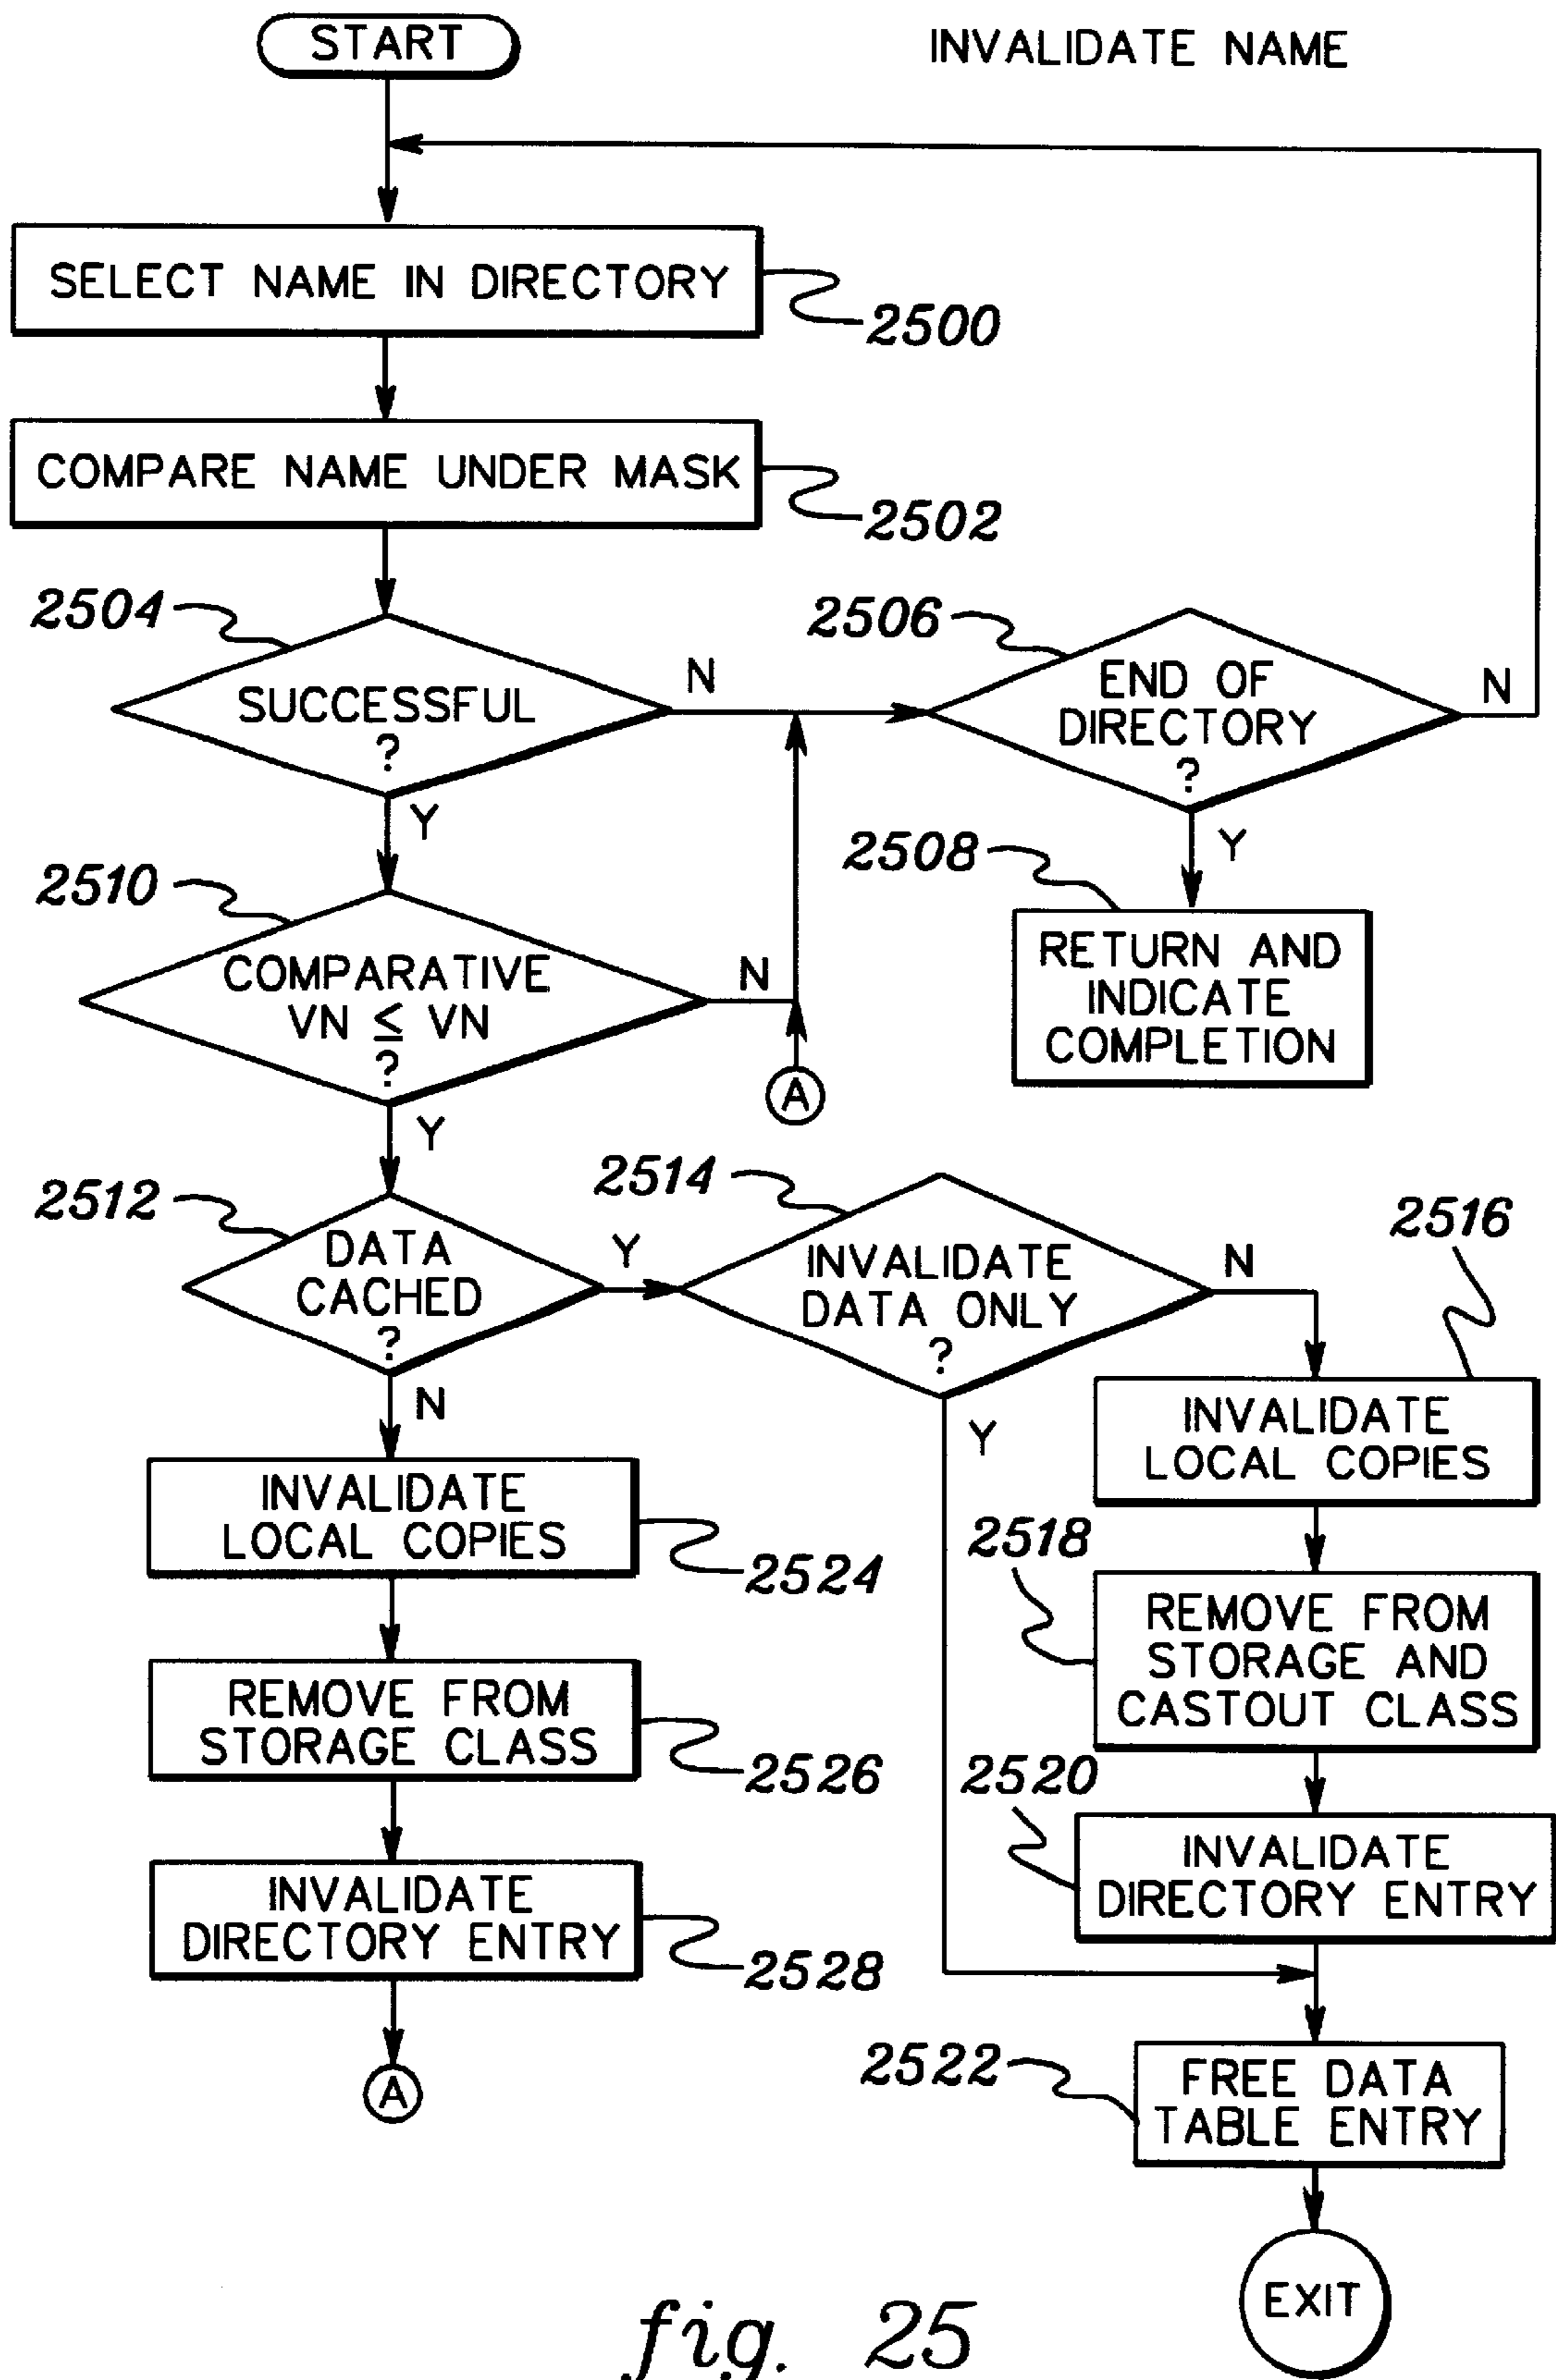 START
INVALIDATE NAME
SELECT NAME IN DIRECTORY
2500
COMPARE NAME UNDER MASK
2502
2504
SUCCESSFUL
?
N
Y
2506
END OF
DIRECTORY
?
N
Y
2508
RETURN AND
INDICATE
COMPLETION
2510
COMPARATIVE
VN ≤ VN
?
N
Y
A
2512
DATA
CACHED
?
Y
N
2514
INVALIDATE
DATA ONLY
?
N
Y
2516
INVALIDATE
LOCAL COPIES
2518
REMOVE FROM
STORAGE AND
CASTOUT CLASS
2520
INVALIDATE
DIRECTORY ENTRY
2524
INVALIDATE
LOCAL COPIES
2526
REMOVE FROM
STORAGE CLASS
2528
INVALIDATE
DIRECTORY ENTRY
A
2522
FREE DATA
TABLE ENTRY
EXIT
fig. 25